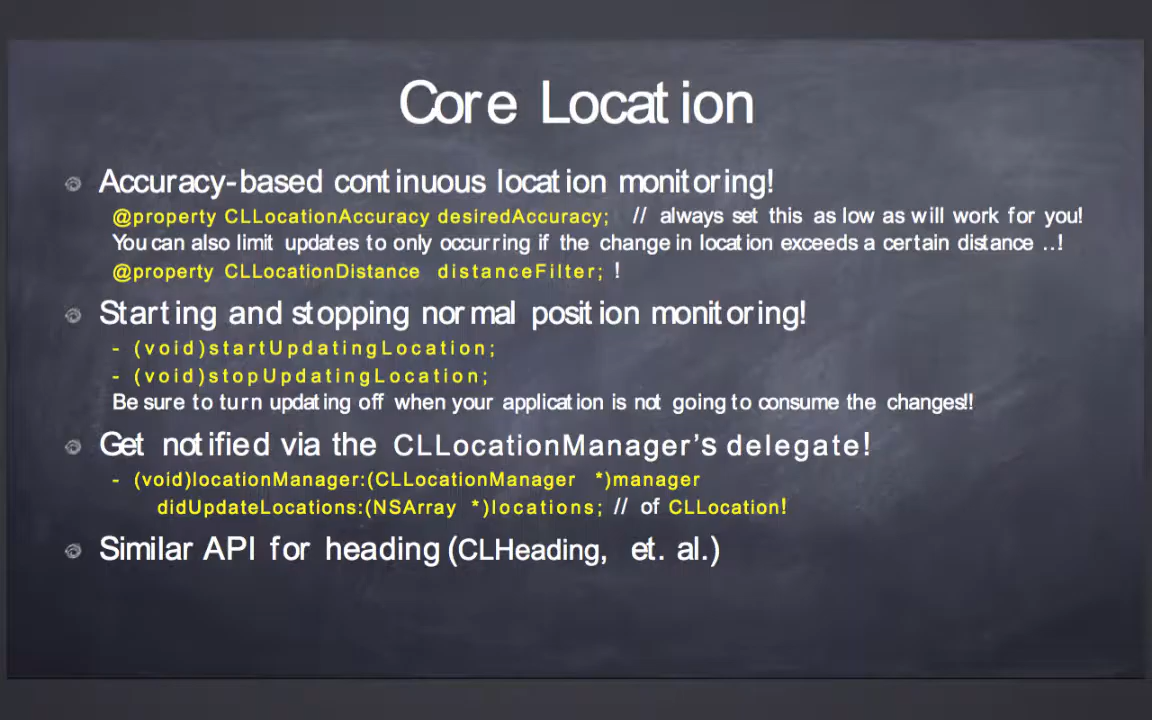 Core Location
Accuracy-based continuous location monitoring!
@property CLLocationAccuracy desiredAccuracy; // always set this as low as will work for you!
You can also limit updates to only occurring if the change in location exceeds a certain distance ..!
@property CLLocationDistance distanceFilter; !
Starting and stopping normal position monitoring!
- (void)startUpdatingLocation;
- (void)stopUpdatingLocation;
Be sure to turn updating off when your application is not going to consume the changes!!
Get notified via the CLLocationManager’s delegate!
- (void)locationManager:(CLLocationManager *)manager
didUpdateLocations:(NSArray *)locations; // of CLLocation!
Similar API for heading (CLHeading, et. al.)